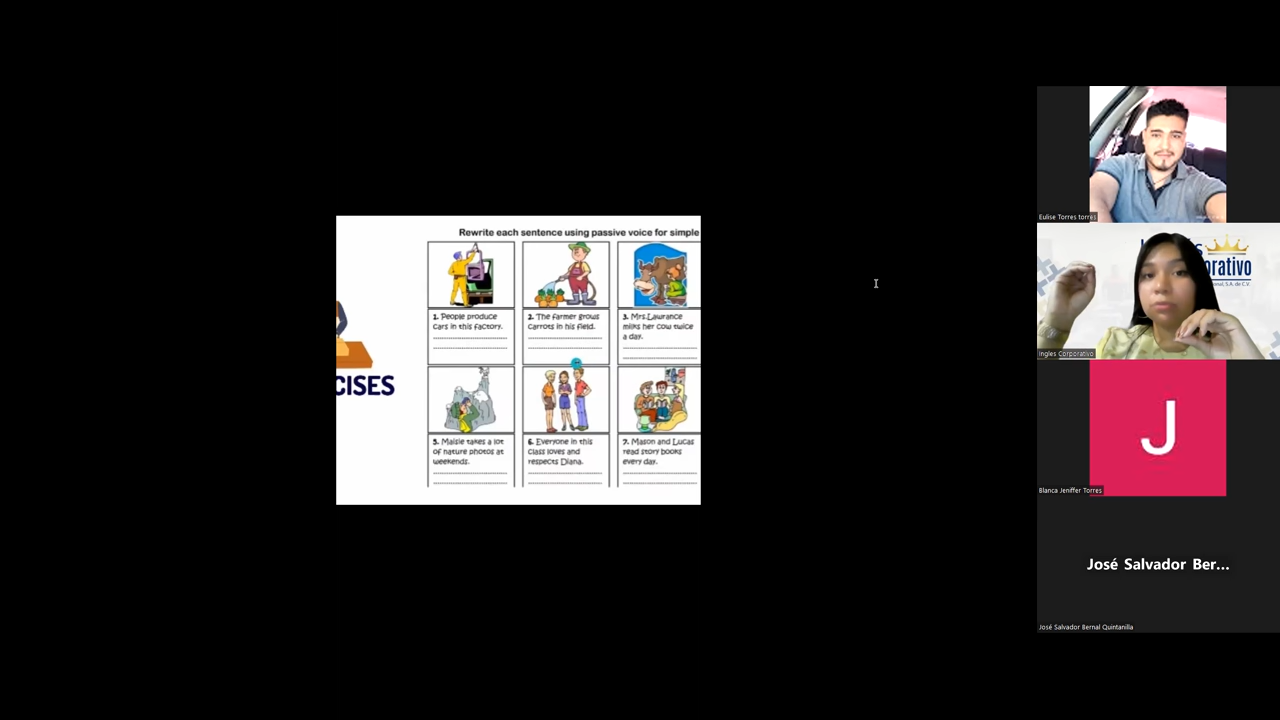 Rewrite each sentence using passive voice for simple
CISES
1. People produce
cars in this factory.
2. The farmer grows
carrots in his field.
3. Mrs.Lawrance
milks her cow twice
a day.
5. Maisie takes a lot
of nature photos at
weekends.
6. Everyone in this
class loves and
respects Diana.
7. Mason and Lucas
read story books
every day.
Eulise Torres torres
orativo
Ingles Corporativo
J
Blanca Jeniffer Torres
José Salvador Ber...
José Salvador Bernal Quintanilla